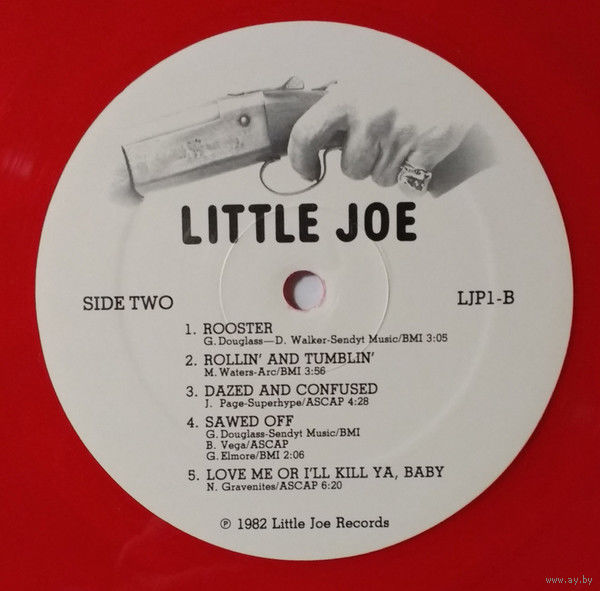 LITTLE JOE
SIDE TWO
LJP1-B
1. ROOSTER
G. Douglass—D. Walker-Sendyt Music/BMI 3:05
2. ROLLIN' AND TUMBLIN'
M. Waters-Arc/BMI 3:56
3. DAZED AND CONFUSED
J. Page-Superhype/ASCAP 4:28
4. SAWED OFF
G. Douglass-Sendyt Music/BMI
B. Vega/ASCAP
G. Elmore/BMI 2:06
5. LOVE ME OR I'LL KILL YA, BABY
N. Gravenites/ASCAP 6:20
℗ 1982 Little Joe Records
www.ay.by